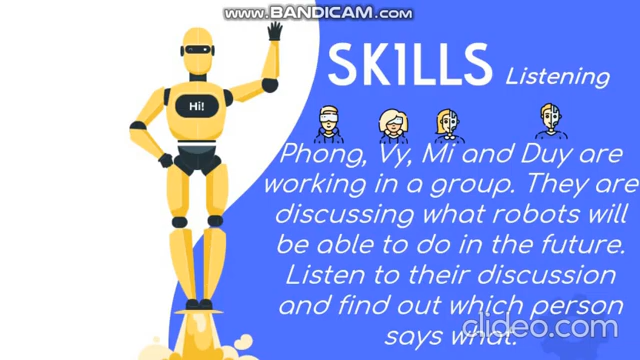 www.BANDICAM.com
SKILLS Listening
Hi!
Phong, Vy, Mi and Duy are
working in a group. They are
discussing what robots will
be able to do in the future.
Listen to their discussion
and find out which person
says what.
clideo.com